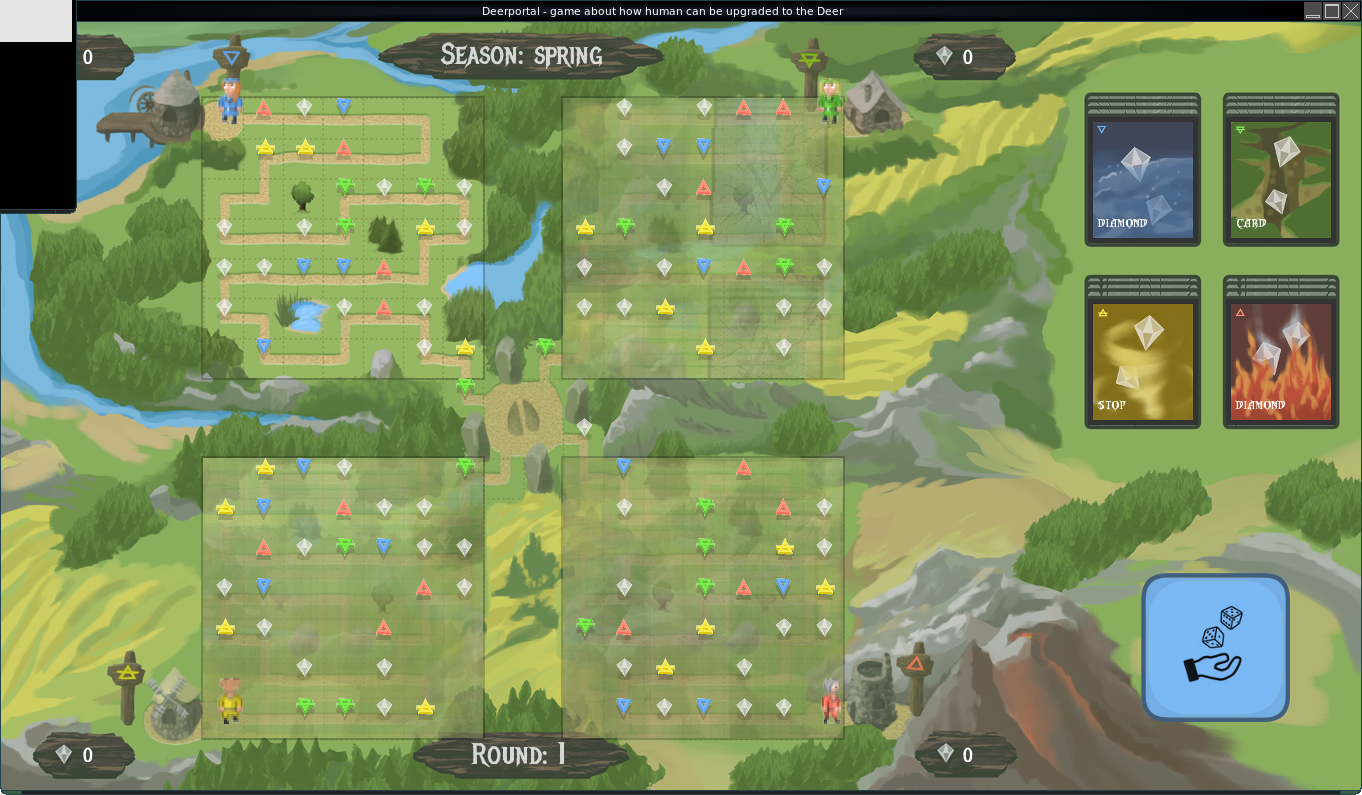 Deerportal - game about how human can be upgraded to the Deer
0
Season: spring
0
DIAMOND
CARD
STOP
DIAMOND
0
Round: 1
0